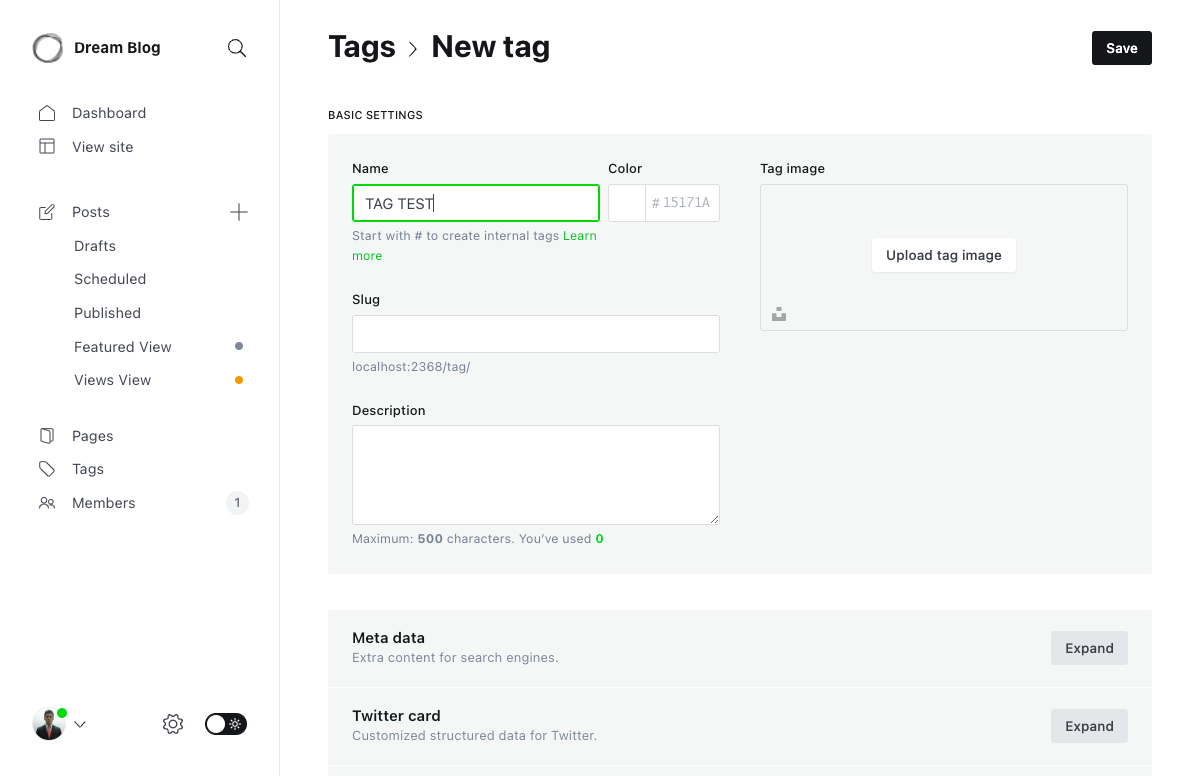 Dream Blog
Dashboard
View site
Posts
Drafts
Scheduled
Published
Featured View
Views View
Pages
Tags
Members
1
Tags › New tag
Save
BASIC SETTINGS
Name
TAG TEST
Start with # to create internal tags Learn
more
Color
# 15171A
Slug
localhost:2368/tag/
Description
Maximum: 500 characters. You've used 0
Tag image
Upload tag image
Meta data
Extra content for search engines.
Expand
Twitter card
Customized structured data for Twitter.
Expand